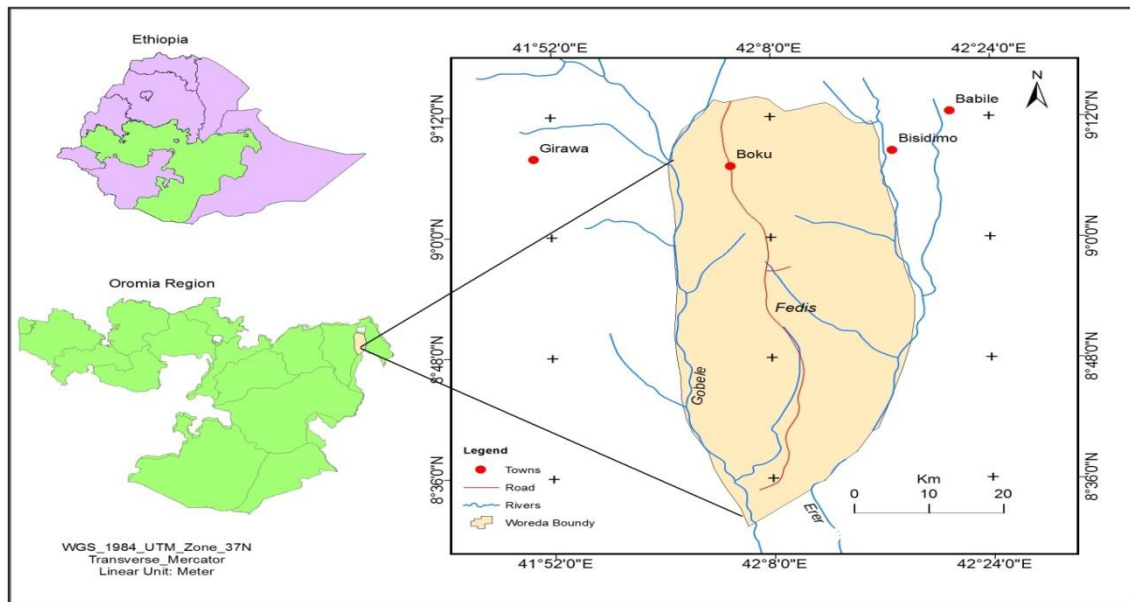 Ethiopia
Oromia Region
WGS_1984_UTM_Zone_37N
Transverse_Mercator
Linear Unit: Meter
41°52'0"E 42°8'0"E 42°24'0"E
N
9°12'0"N
9°0'0"N
8°48'0"N
8°36'0"N
Babile
Bisidimo
Girawa
Boku
Fedis
Gobele
Erer
Legend
Towns
Road
Rivers
Woreda Boundy
Km
0 10 20
9°12'0"N
9°0'0"N
8°48'0"N
8°36'0"N
41°52'0"E 42°8'0"E 42°24'0"E